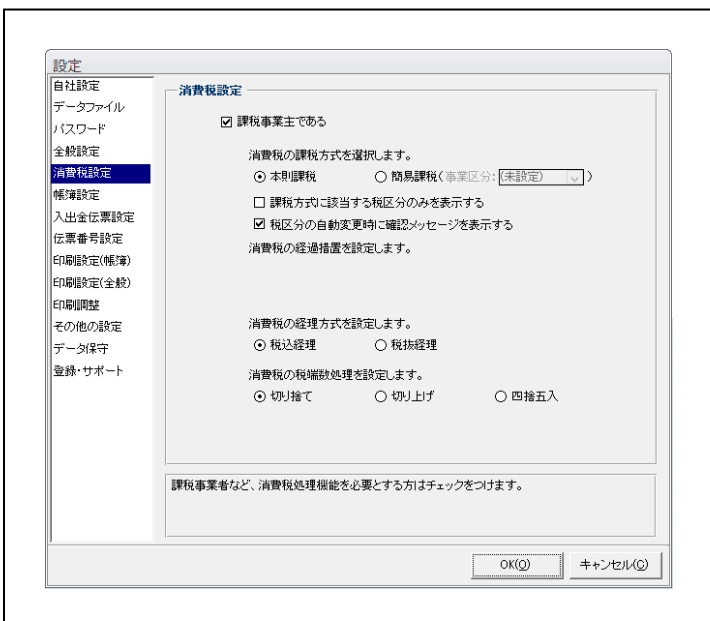 設定
自社設定
データファイル
パスワード
全般設定
消費税設定
帳簿設定
入出金伝票設定
伝票番号設定
印刷設定(帳簿)
印刷設定(全般)
印刷調整
その他の設定
データ保守
登録・サポート
消費税設定
課税事業主である
消費税の課税方式を選択します。
本則課税 簡易課税(事業区分: (未設定) )
課税方式に該当する税区分のみを表示する
税区分の自動変更時に確認メッセージを表示する
消費税の経過措置を設定します。
消費税の経理方式を設定します。
税込経理 税抜経理
消費税の税端数処理を設定します。
切り捨て 切り上げ 四捨五入
課税事業者など、消費税処理機能を必要とする方はチェックをつけます。
OK(O) キャンセル(C)